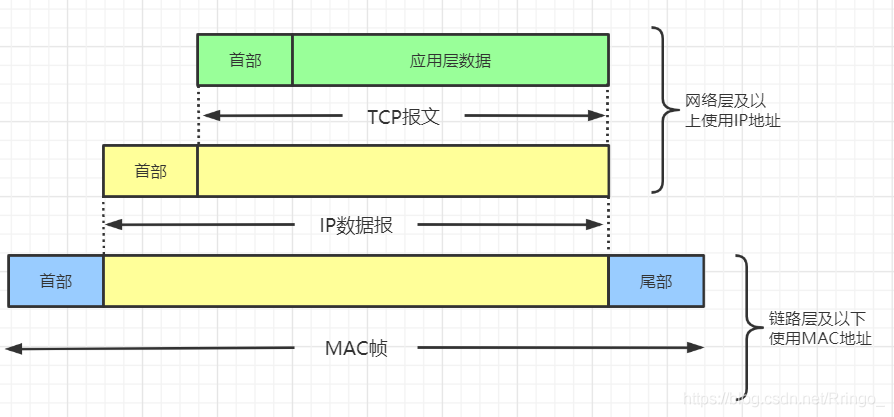 首部
应用层数据
TCP报文
网络层及以
上使用IP地址
首部
IP数据报
首部
尾部
链路层及以下
使用MAC地址
MAC帧
https://blog.csdn.net/Rringo_